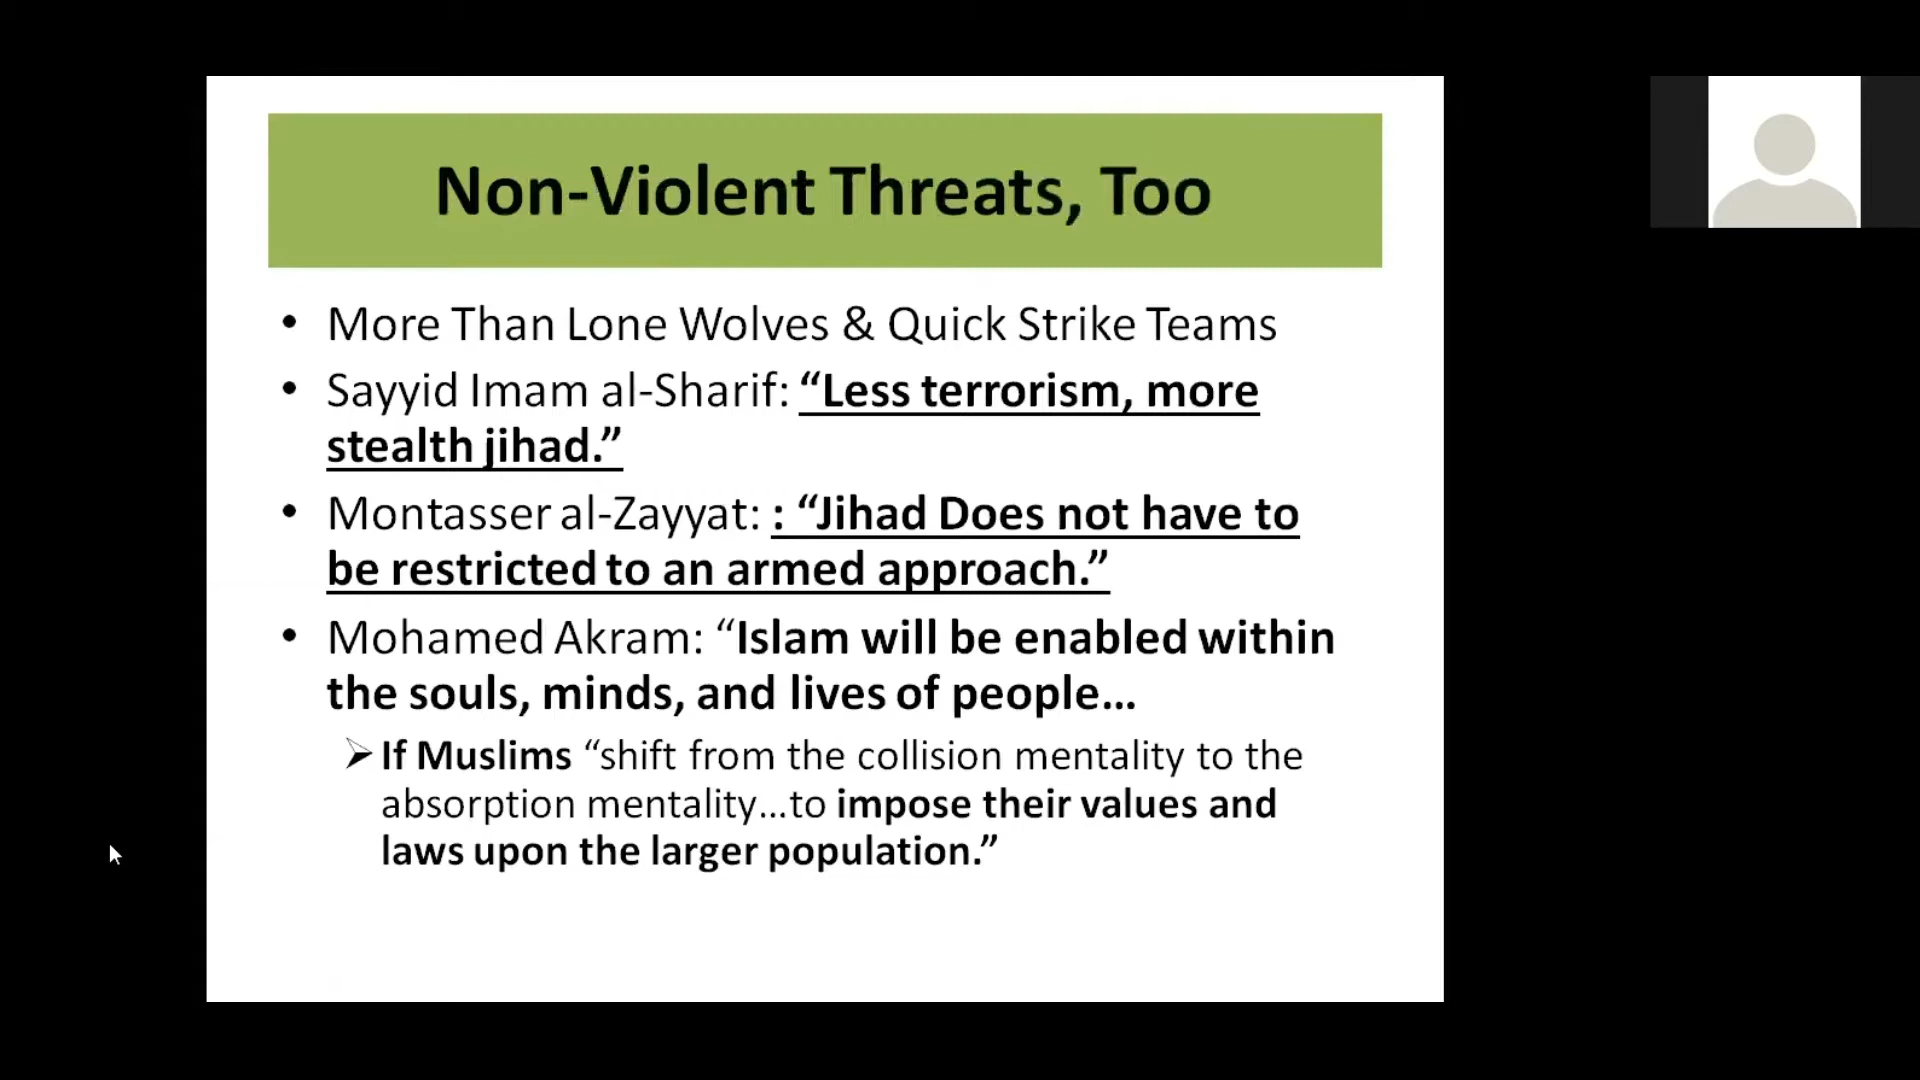 Non-Violent Threats, Too
• More Than Lone Wolves & Quick Strike Teams
• Sayyid Imam al-Sharif: “Less terrorism, more
stealth jihad.”
• Montasser al-Zayyat: : “Jihad Does not have to
be restricted to an armed approach.”
• Mohamed Akram: “Islam will be enabled within
the souls, minds, and lives of people…
➢ If Muslims “shift from the collision mentality to the
absorption mentality…to impose their values and
laws upon the larger population.”